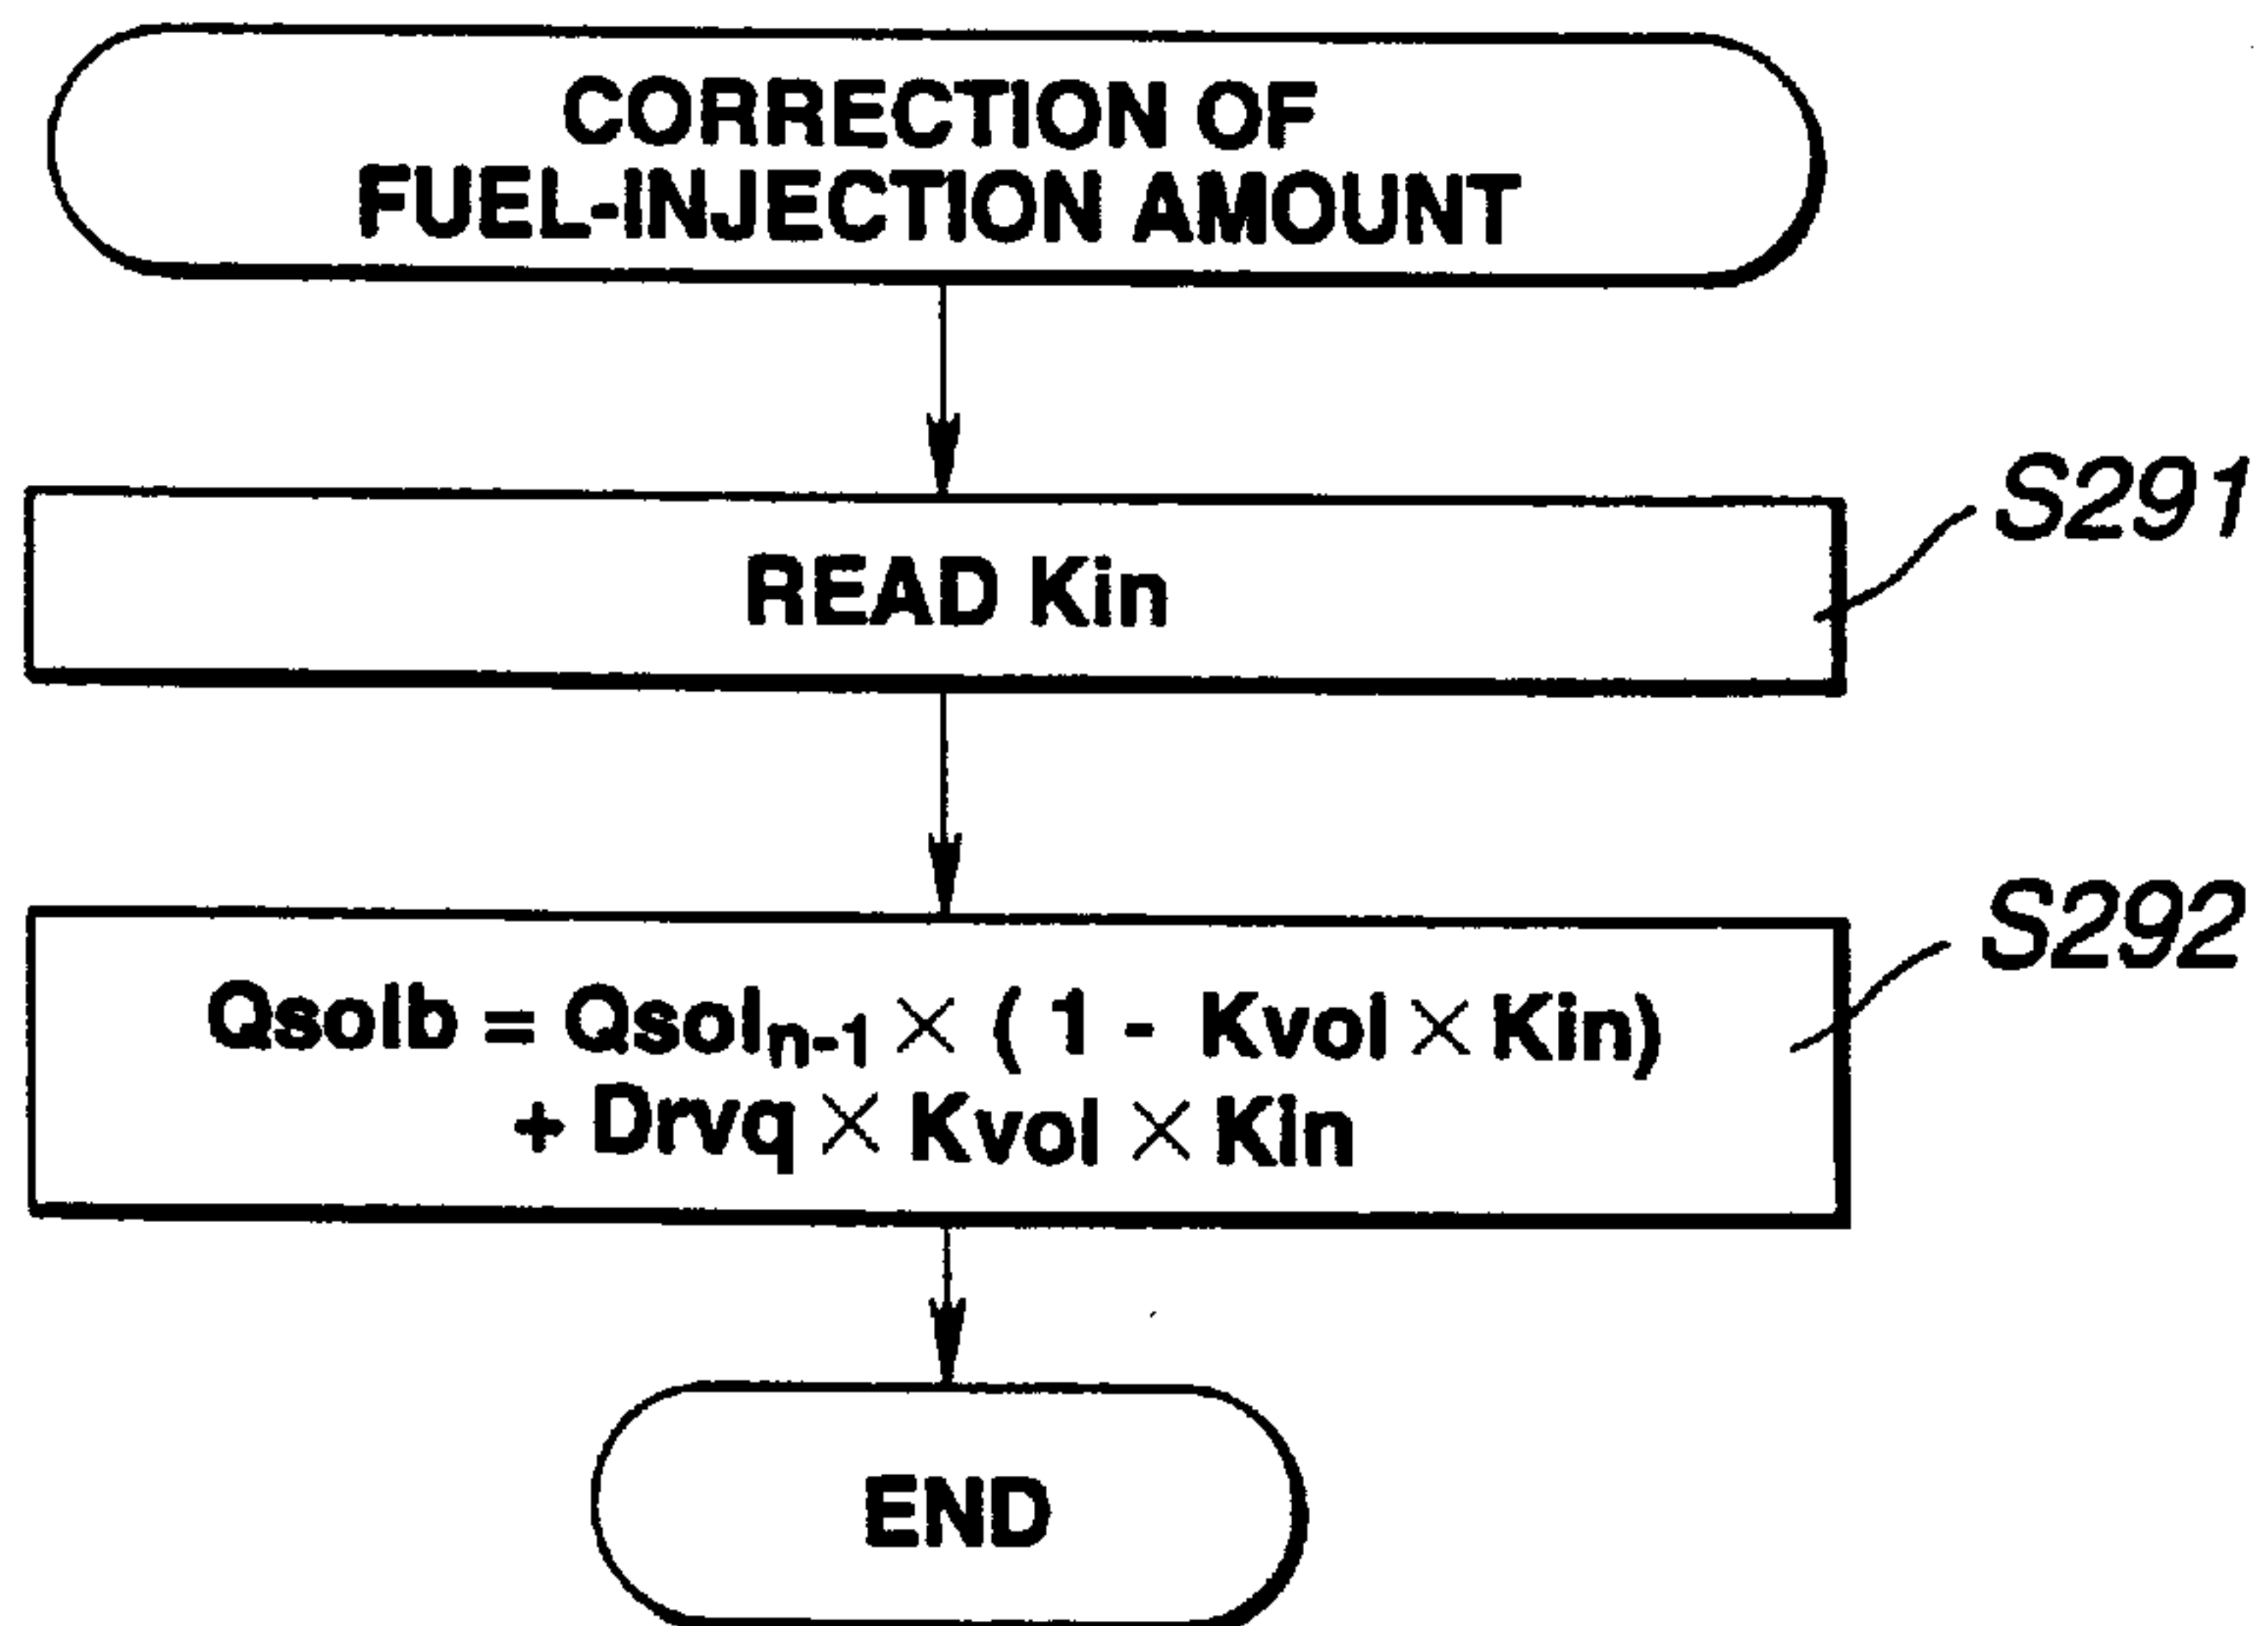 CORRECTION OF
FUEL-INJECTION AMOUNT
READ Kin
S291
Qsolb = Qsolₙ₋₁ × ( 1 - Kvol × Kin)
+ Drvq × Kvol × Kin
S292
END